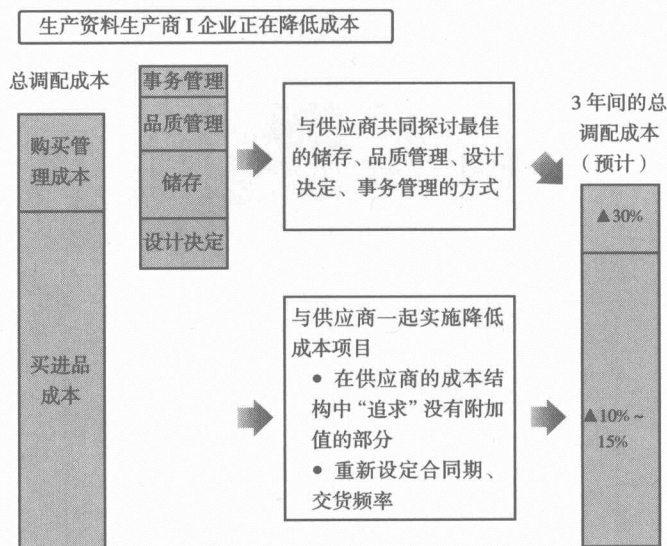 生产资料生产商 I 企业正在降低成本
总调配成本
购买管
理成本
买进品
成本
事务管理
品质管理
储存
设计决定
与供应商共同探讨最佳
的储存、品质管理、设计
决定、事务管理的方式
与供应商一起实施降低
成本项目
● 在供应商的成本结
构中“追求”没有附加
值的部分
● 重新设定合同期、
交货频率
3 年间的总
调配成本
（预计）
▲30%
▲10%～
15%